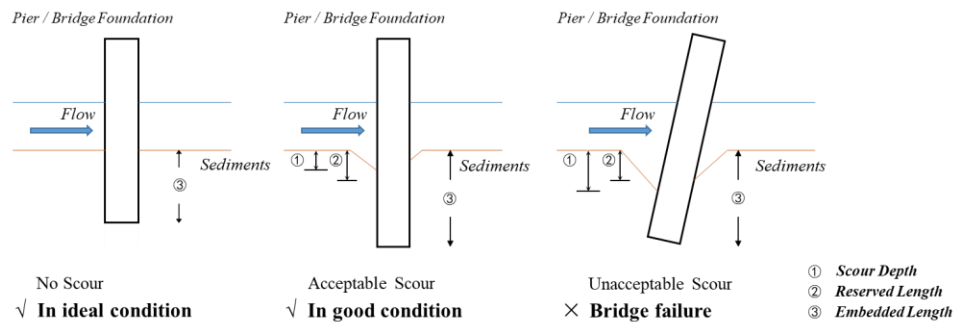 Pier / Bridge Foundation
Flow
Sediments
③
No Scour
√ In ideal condition
Pier / Bridge Foundation
Flow
① ②
Sediments
③
Acceptable Scour
√ In good condition
Pier / Bridge Foundation
Flow
① ②
Sediments
③
Unacceptable Scour
× Bridge failure
① Scour Depth
② Reserved Length
③ Embedded Length